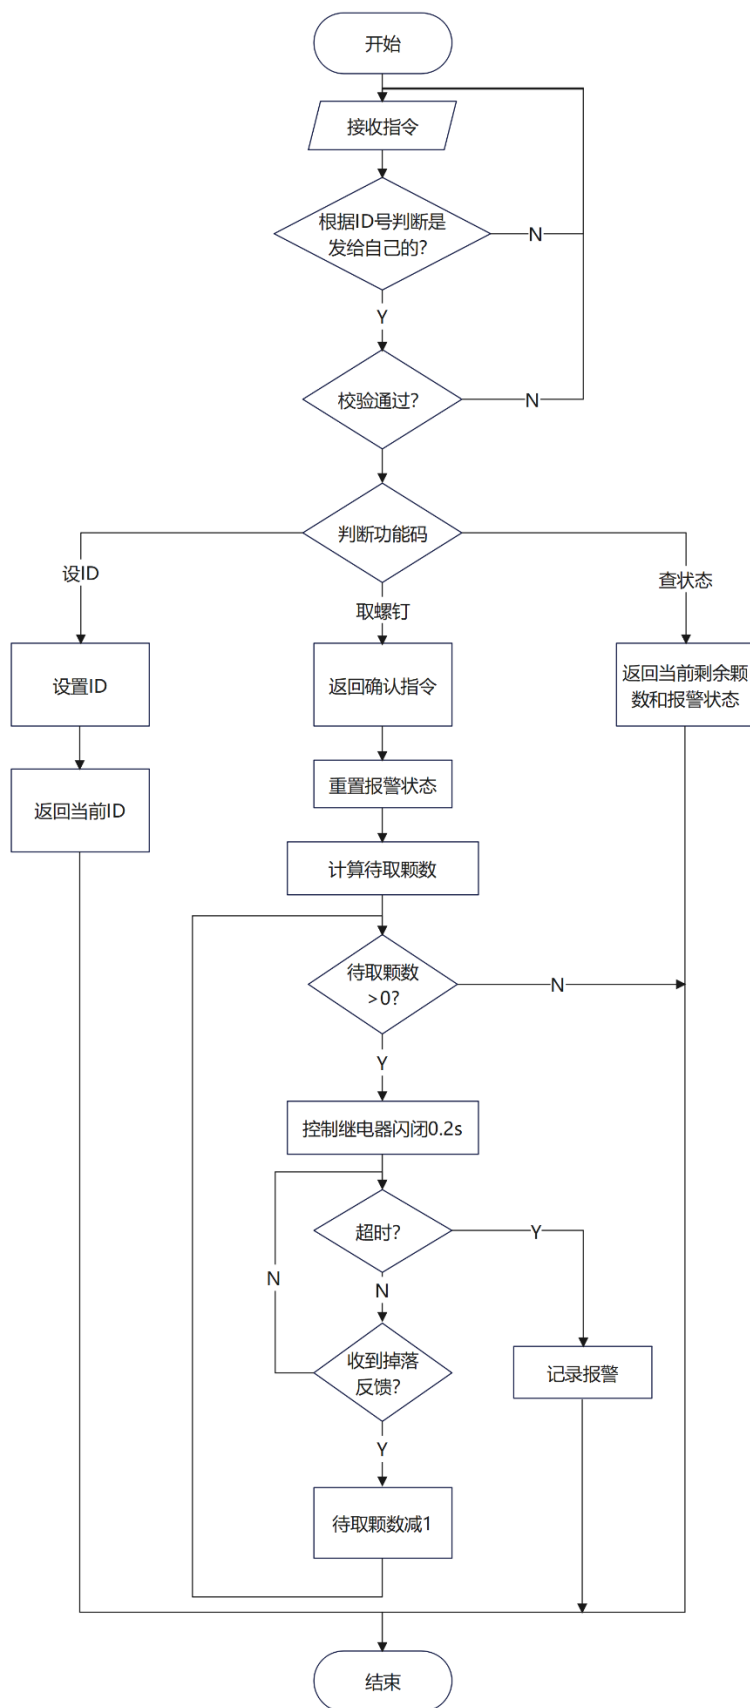 开始
接收指令
根据ID号判断是
发给自己的?
N
Y
校验通过?
N
判断功能码
设ID
取螺钉
查状态
设置ID
返回确认指令
返回当前剩余颗
数和报警状态
返回当前ID
重置报警状态
计算待取颗数
待取颗数
>0?
N
Y
控制继电器闪闭0.2s
超时?
Y
N
N
收到掉落
反馈?
记录报警
Y
待取颗数减1
结束